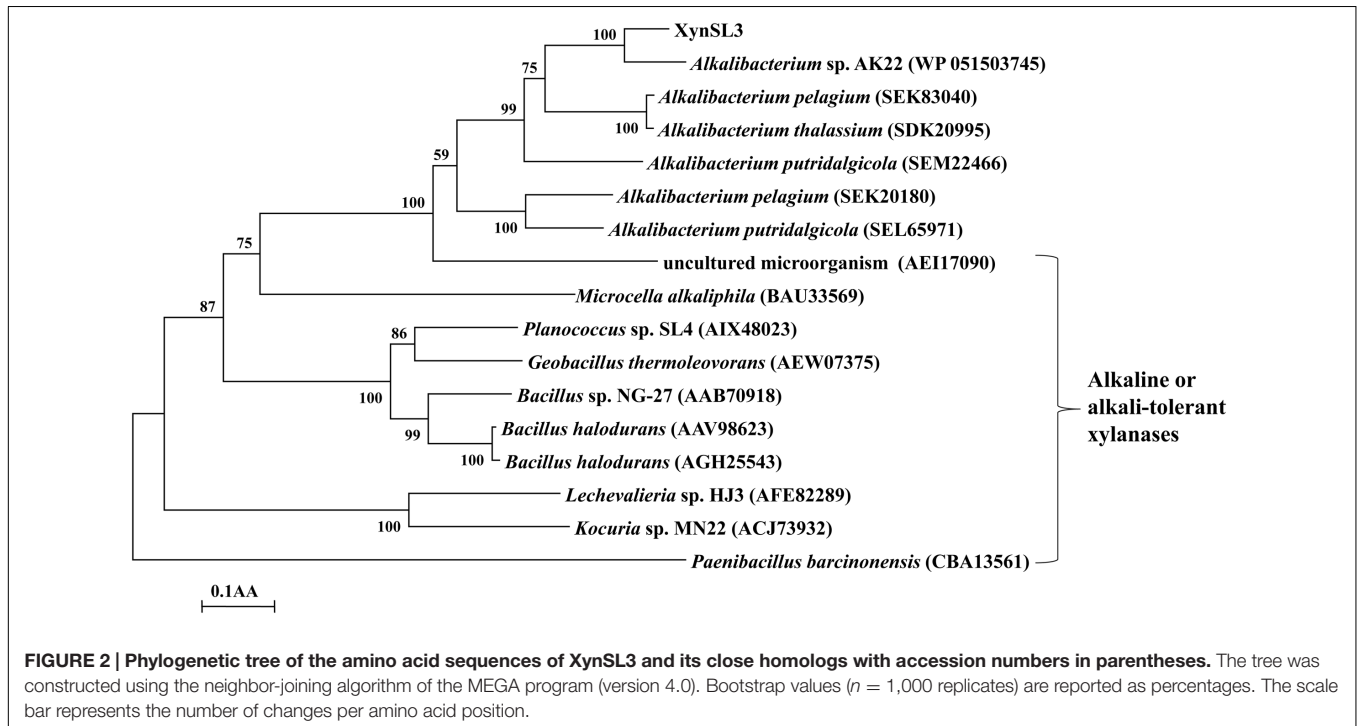 XynSL3
100
Alkalibacterium sp. AK22 (WP 051503745)
75
Alkalibacterium pelagium (SEK83040)
99
100
Alkalibacterium thalassium (SDK20995)
59
Alkalibacterium putridalgicola (SEM22466)
Alkalibacterium pelagium (SEK20180)
100
100
Alkalibacterium putridalgicola (SEL65971)
75
uncultured microorganism (AEI17090)
Microcella alkaliphila (BAU33569)
87
86
Planococcus sp. SL4 (AIX48023)
Geobacillus thermoleovorans (AEW07375)
100
Bacillus sp. NG-27 (AAB70918)
99
Bacillus halodurans (AAV98623)
100
Bacillus halodurans (AGH25543)
Lechevalieria sp. HJ3 (AFE82289)
100
Kocuria sp. MN22 (ACJ73932)
Paenibacillus barcinonensis (CBA13561)
Alkaline or
alkali-tolerant
xylanases
0.1AA
FIGURE 2 | Phylogenetic tree of the amino acid sequences of XynSL3 and its close homologs with accession numbers in parentheses. The tree was
constructed using the neighbor-joining algorithm of the MEGA program (version 4.0). Bootstrap values (n = 1,000 replicates) are reported as percentages. The scale
bar represents the number of changes per amino acid position.